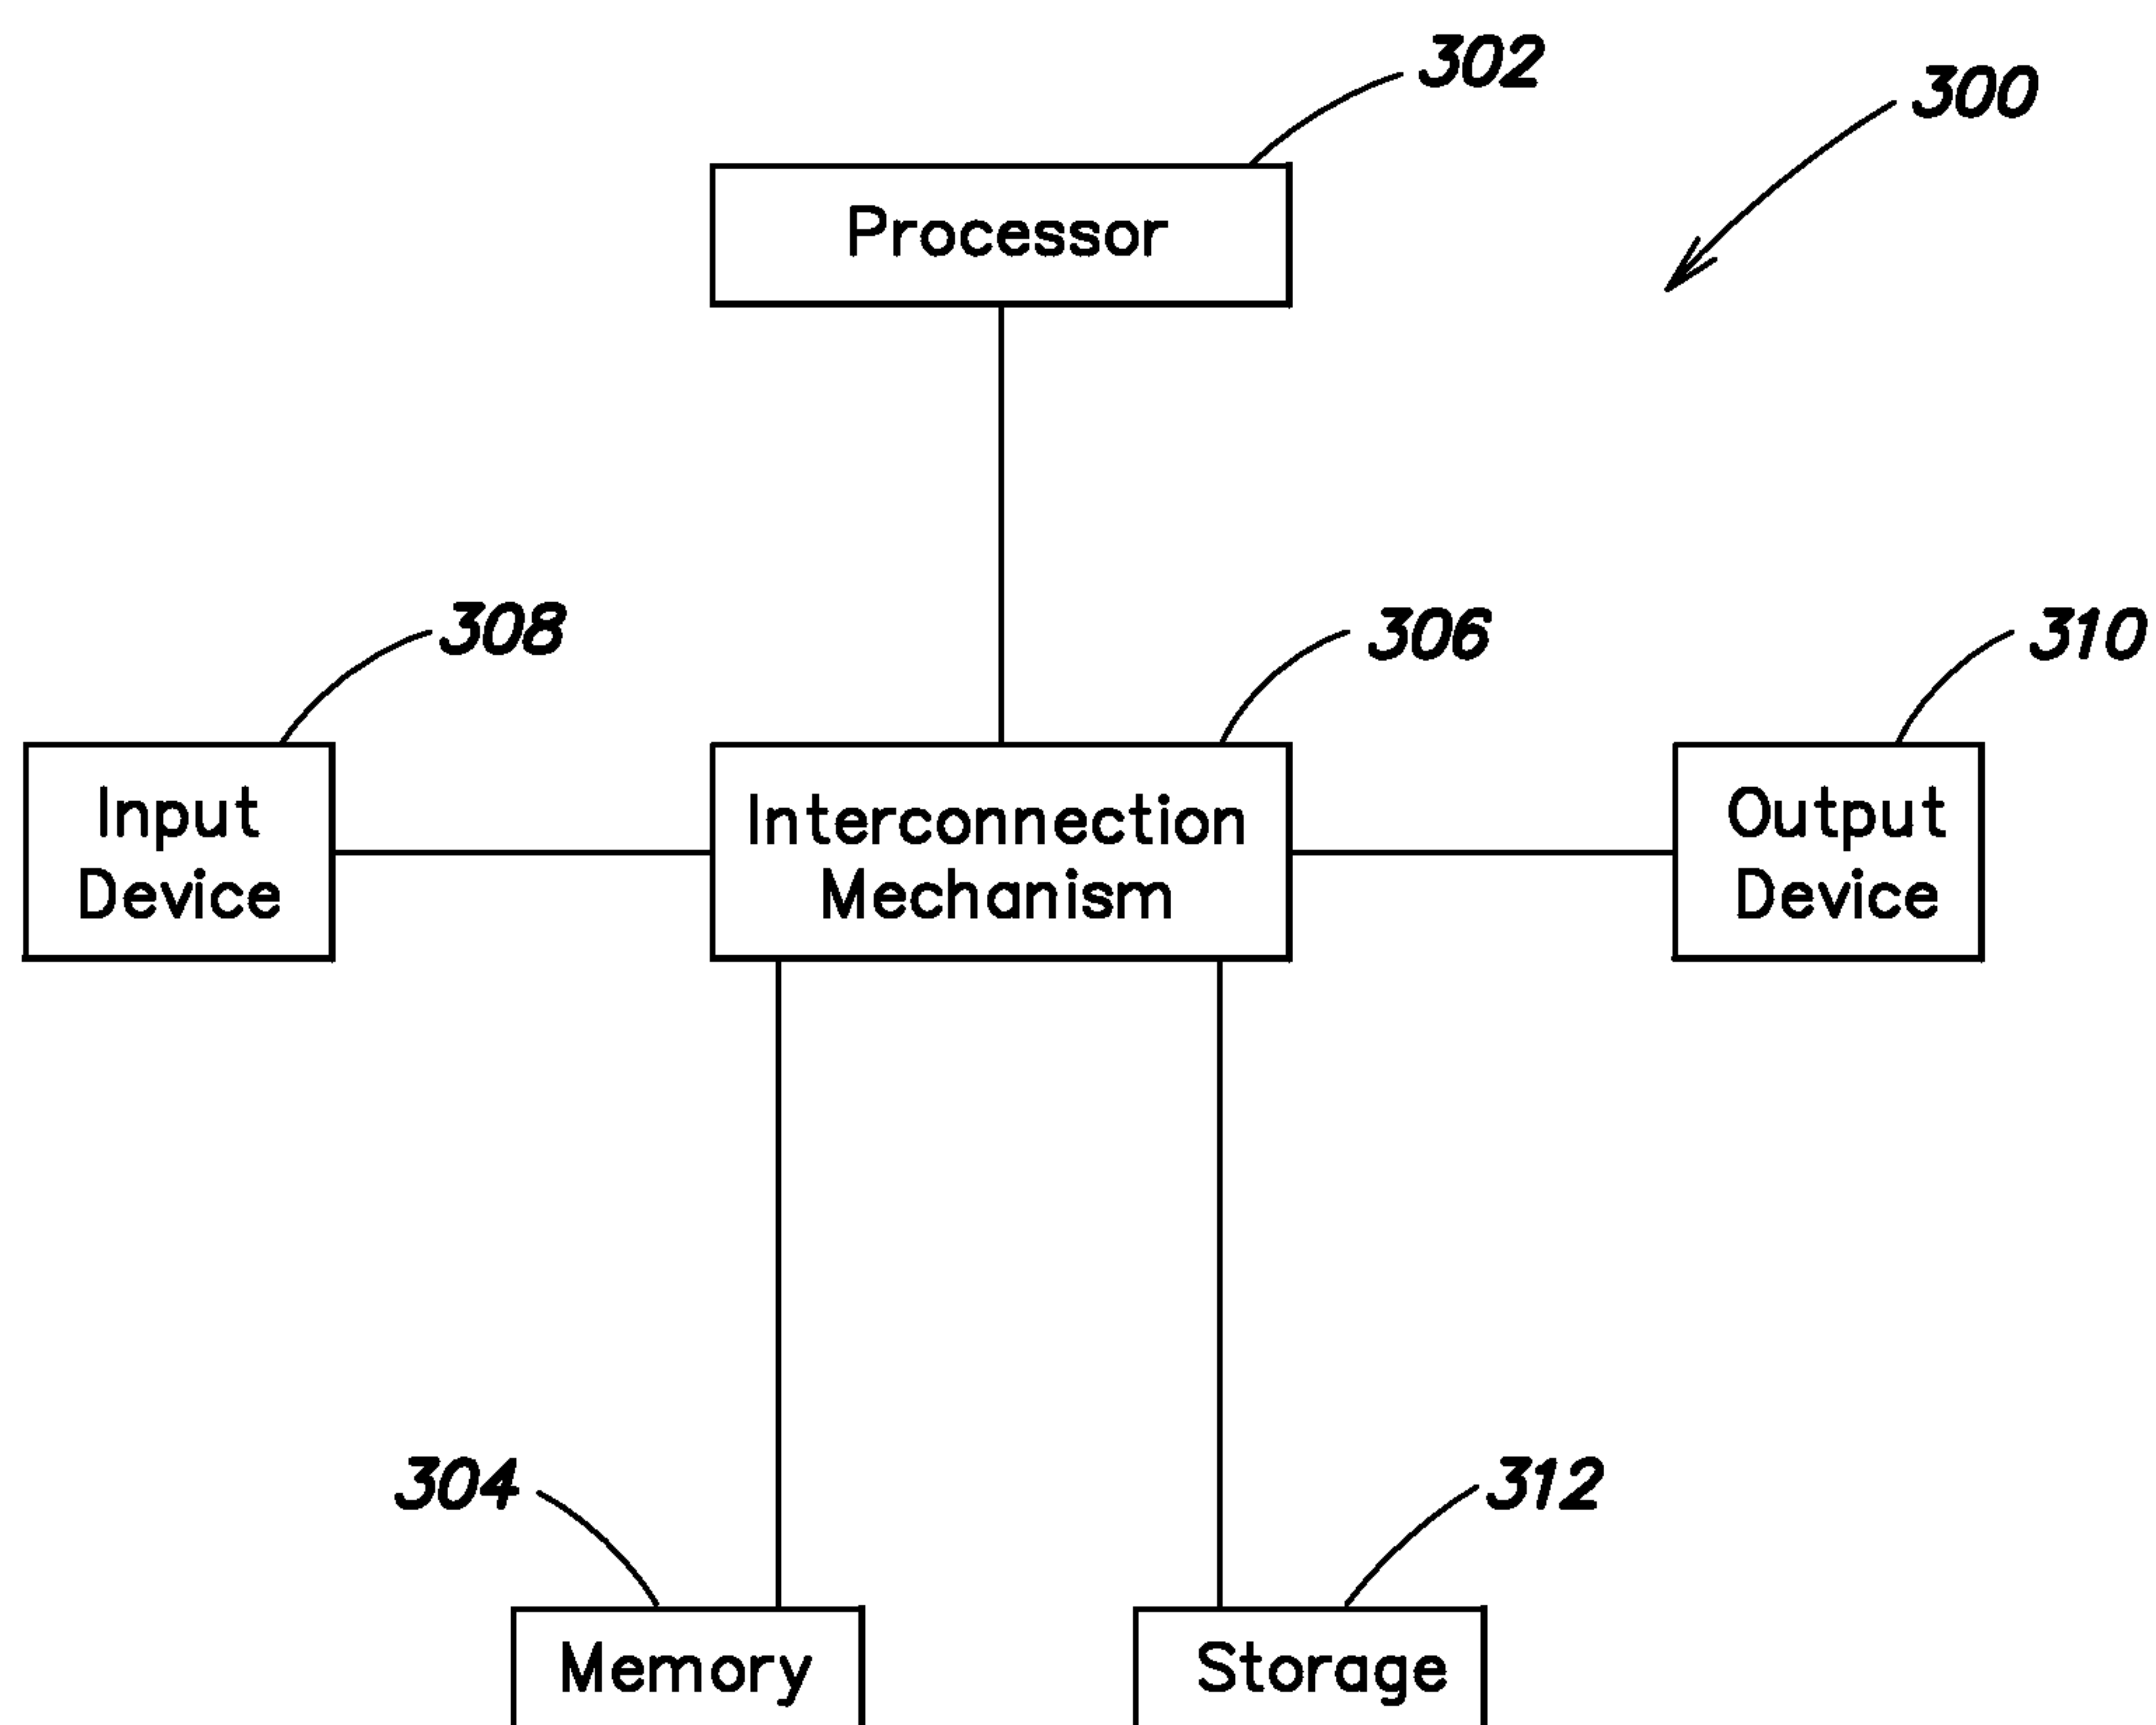 302
300
Processor
308
306
310
Input
Device
Interconnection
Mechanism
Output
Device
304
312
Memory
Storage